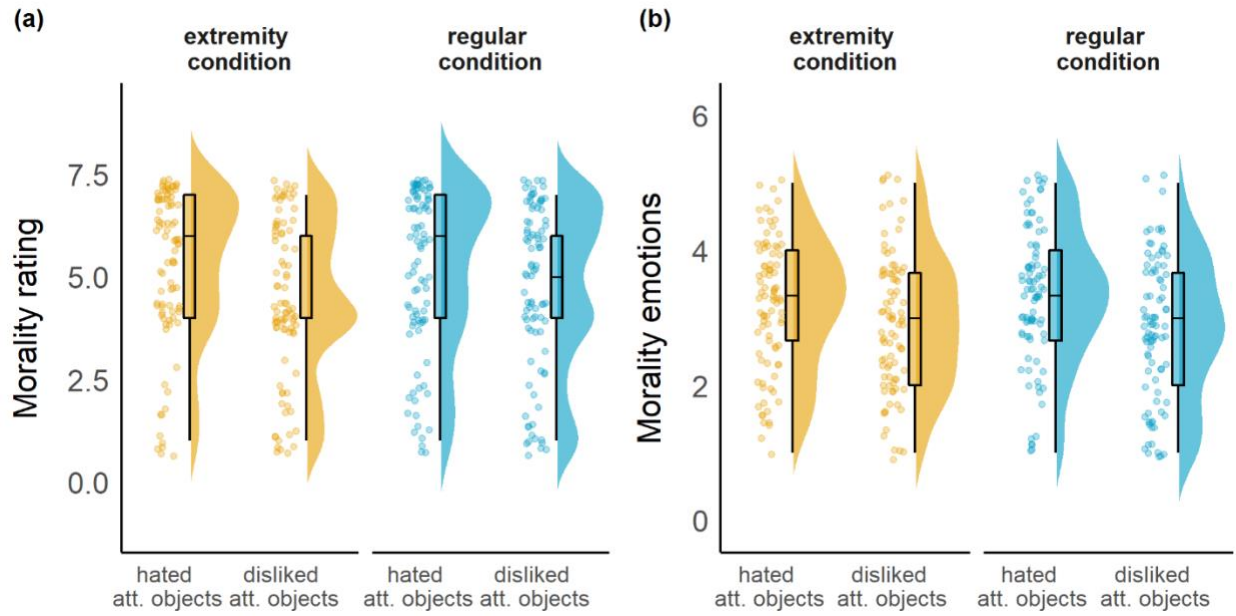 (a)
extremity
condition
regular
condition
Morality rating
7.5
5.0
2.5
0.0
hated
att. objects
disliked
att. objects
hated
att. objects
disliked
att. objects
(b)
extremity
condition
regular
condition
Morality emotions
6
4
2
0
hated
att. objects
disliked
att. objects
hated
att. objects
disliked
att. objects